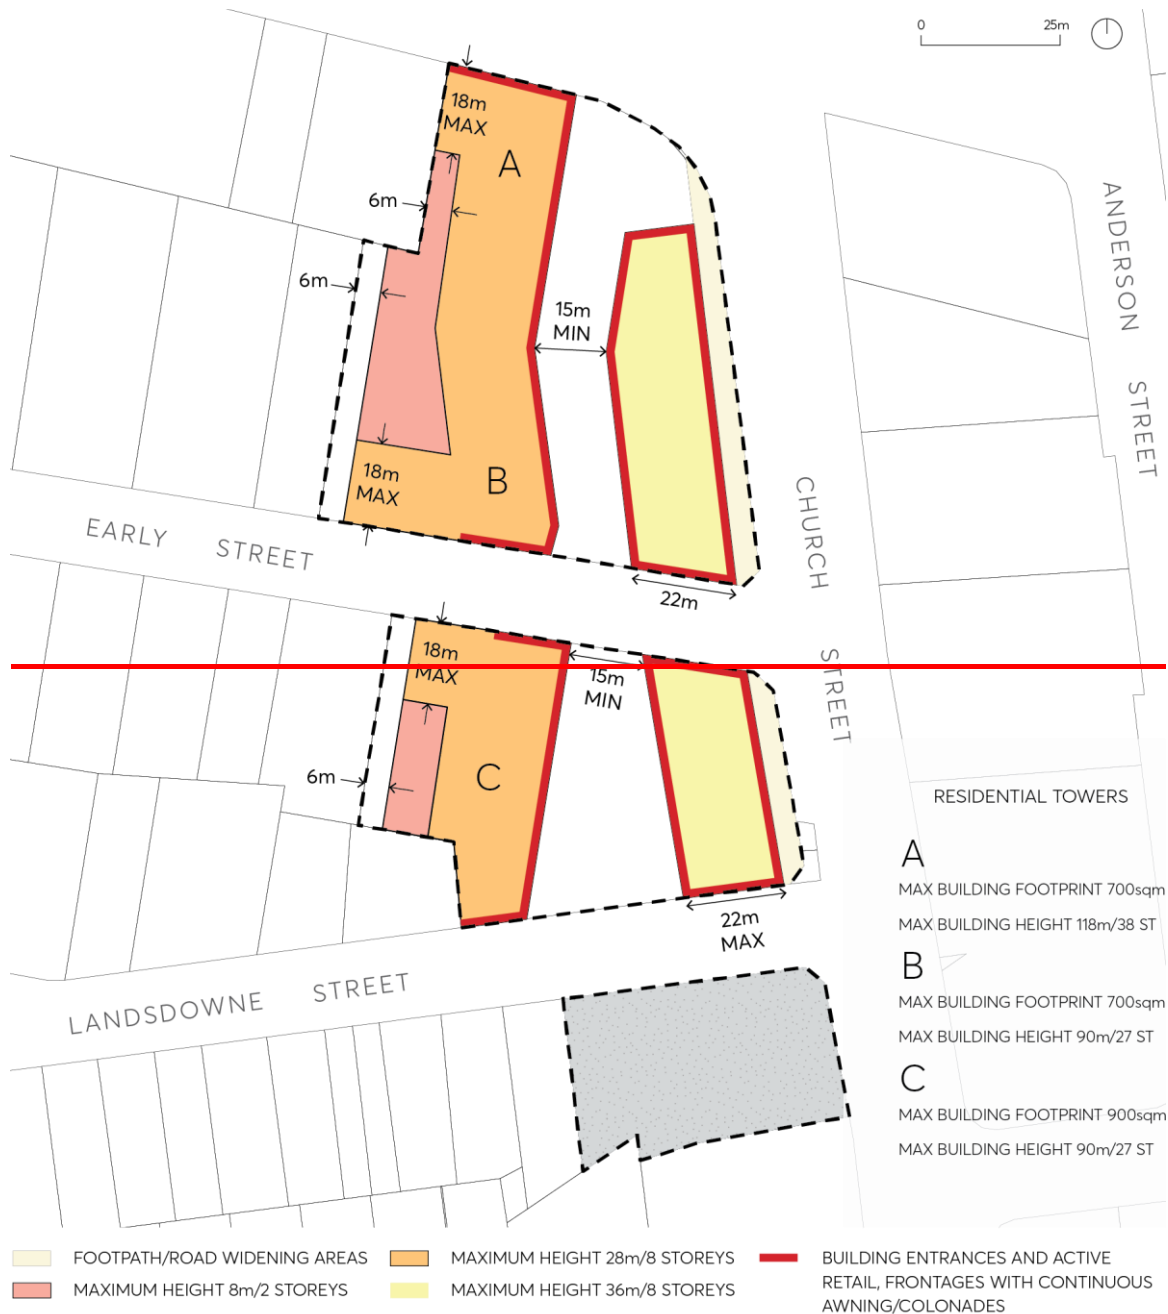 0 25m
18m
MAX
A
6m
6m
15m
MIN
ANDERSON STREET
18m
MAX
B
CHURCH STREET
EARLY STREET
22m
18m
MAX
15m
MIN
6m
C
22m
MAX
LANDSDOWNE STREET
RESIDENTIAL TOWERS
A
MAX BUILDING FOOTPRINT 700sqm
MAX BUILDING HEIGHT 118m/38 ST
B
MAX BUILDING FOOTPRINT 700sqm
MAX BUILDING HEIGHT 90m/27 ST
C
MAX BUILDING FOOTPRINT 900sqm
MAX BUILDING HEIGHT 90m/27 ST
FOOTPATH/ROAD WIDENING AREAS
MAXIMUM HEIGHT 8m/2 STOREYS
MAXIMUM HEIGHT 28m/8 STOREYS
MAXIMUM HEIGHT 36m/8 STOREYS
BUILDING ENTRANCES AND ACTIVE
RETAIL, FRONTAGES WITH CONTINUOUS
AWNING/COLONADES